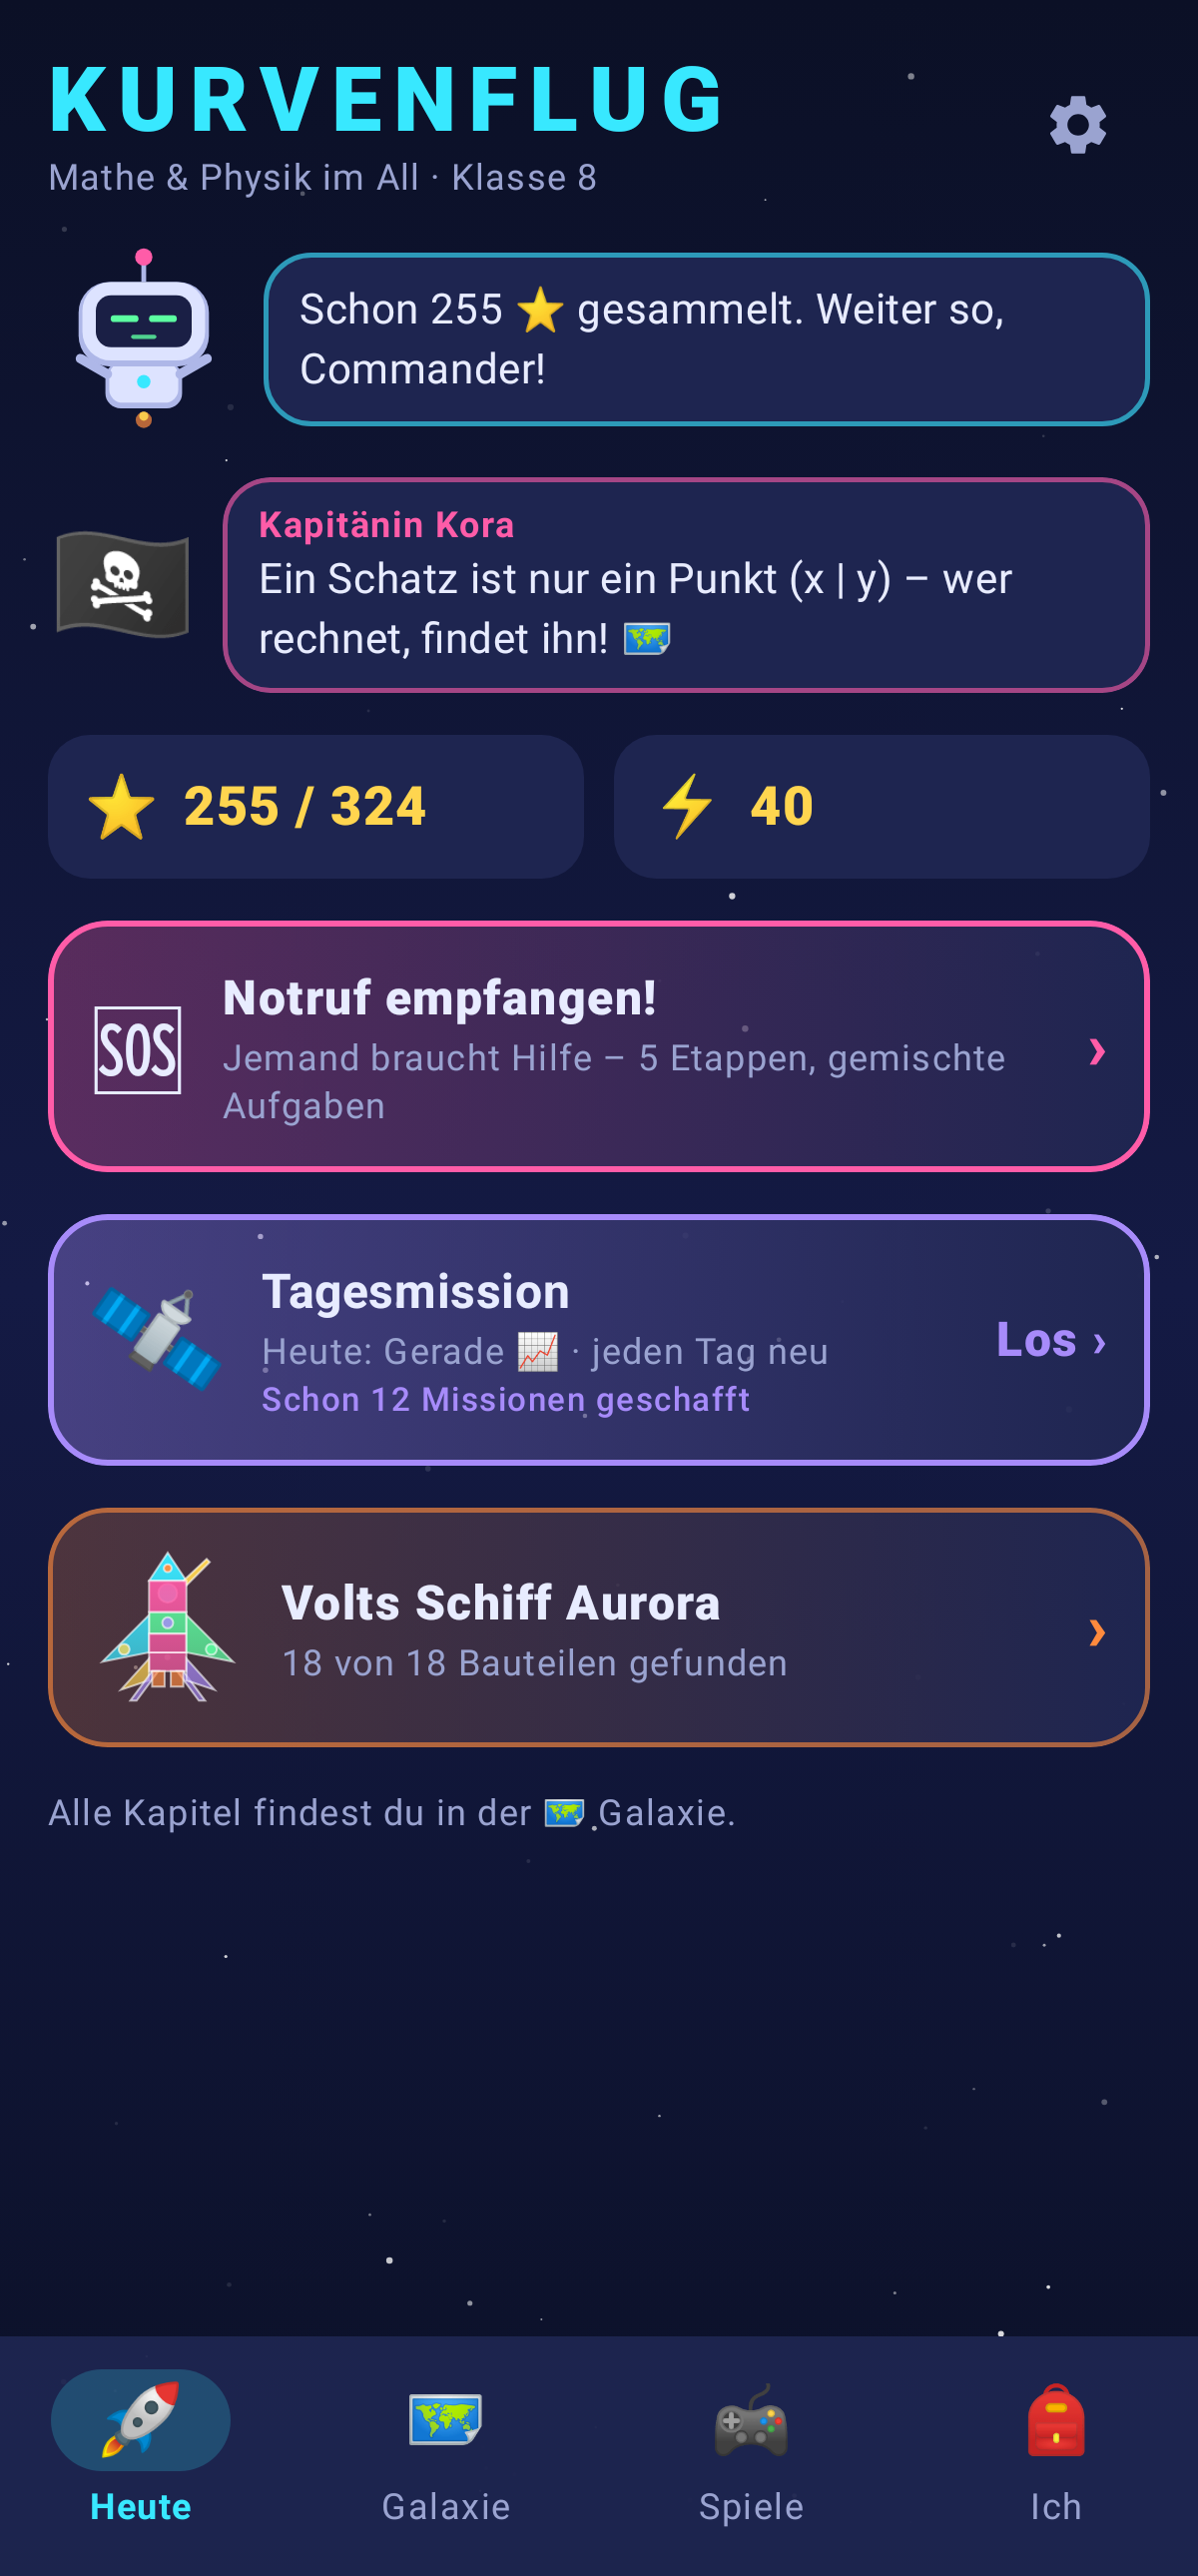 KURVENFLUG
Mathe & Physik im All · Klasse 8
Schon 255 ⭐ gesammelt. Weiter so,
Commander!
Kapitänin Kora
Ein Schatz ist nur ein Punkt (x | y) – wer
rechnet, findet ihn! 🗺️
⭐ 255 / 324
⚡ 40
SOS
Notruf empfangen!
Jemand braucht Hilfe – 5 Etappen, gemischte
Aufgaben
›
Tagesmission
Heute: Gerade 📈 · jeden Tag neu
Schon 12 Missionen geschafft
Los ›
Volts Schiff Aurora
18 von 18 Bauteilen gefunden
›
Alle Kapitel findest du in der 🗺️ Galaxie.
Heute
Galaxie
Spiele
Ich